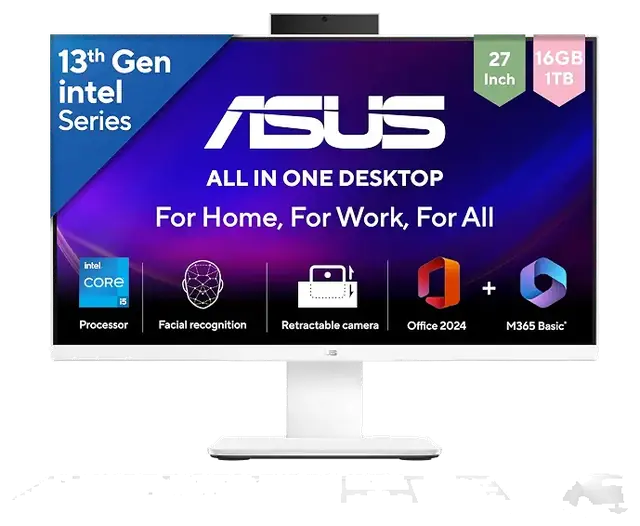 13th Gen
intel
Series
27
Inch
16GB
1TB
ASUS
ALL IN ONE DESKTOP
For Home, For Work, For All
intel
CORE
i5
Processor
Facial recognition
Retractable camera
Office 2024
+
M365 Basic*